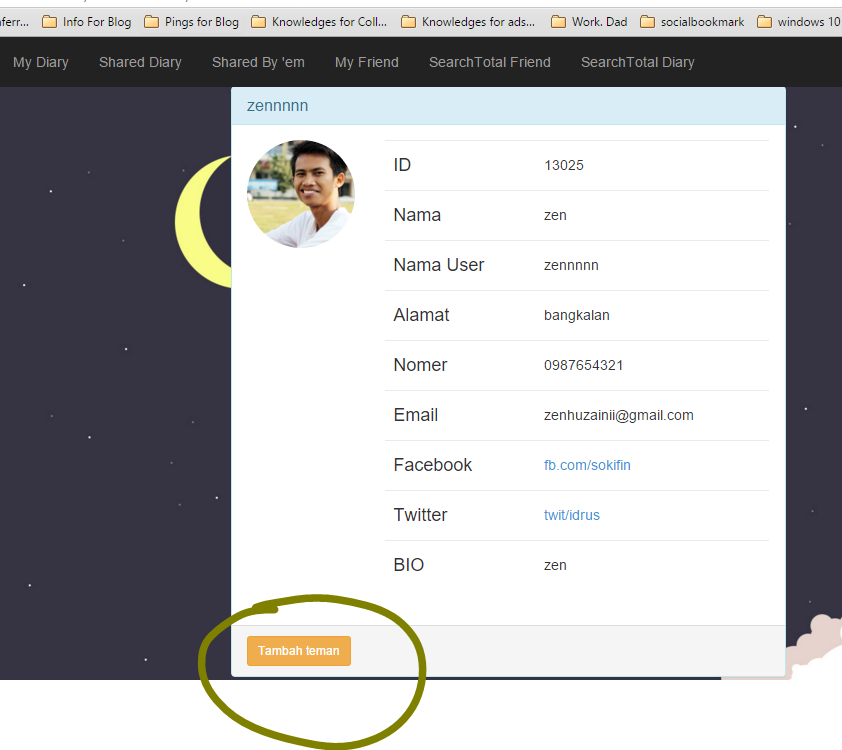 nferr... Info For Blog Pings for Blog Knowledges for Coll... Knowledges for ads... Work. Dad socialbookmark windows 10
My Diary Shared Diary Shared By 'em My Friend SearchTotal Friend SearchTotal Diary
zennnnn
ID 13025
Nama zen
Nama User zennnnn
Alamat bangkalan
Nomer 0987654321
Email zenhuzainii@gmail.com
Facebook fb.com/sokifin
Twitter twit/idrus
BIO zen
Tambah teman